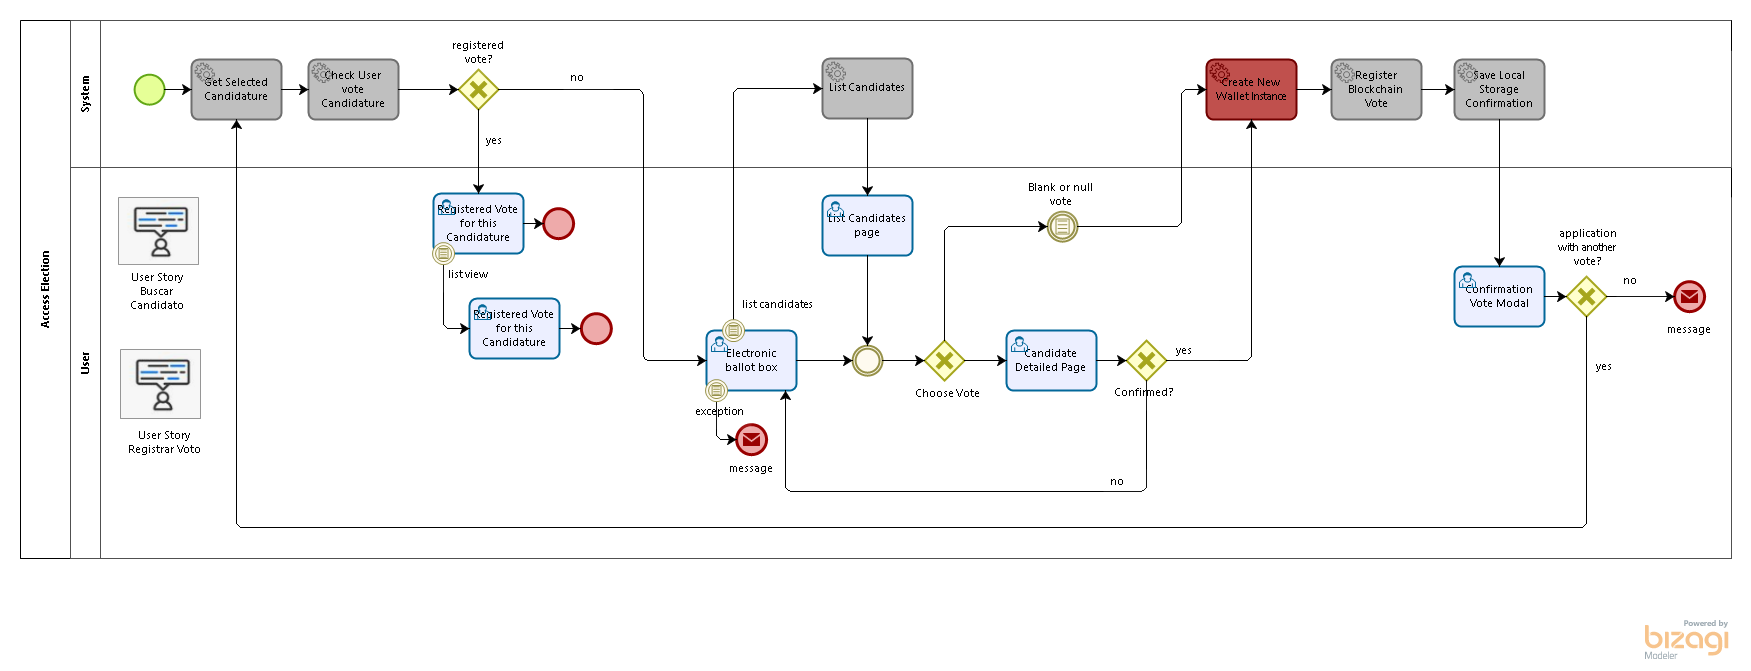 Access Election
System
User
Get Selected
Candidature
Check User
vote
Candidature
registered
vote?
no
yes
List Candidates
Create New
Wallet Instance
Register
Blockchain
Vote
Save Local
Storage
Confirmation
User Story
Buscar
Candidato
User Story
Registrar Voto
Registered Vote
for this
Candidature
list view
Registered Vote
for this
Candidature
List Candidates
page
list candidates
Electronic
ballot box
exception
message
Blank or null
vote
Choose Vote
Candidate
Detailed Page
Confirmed?
yes
no
Confirmation
Vote Modal
application
with another
vote?
no
yes
message
Powered by
bizagi
Modeler